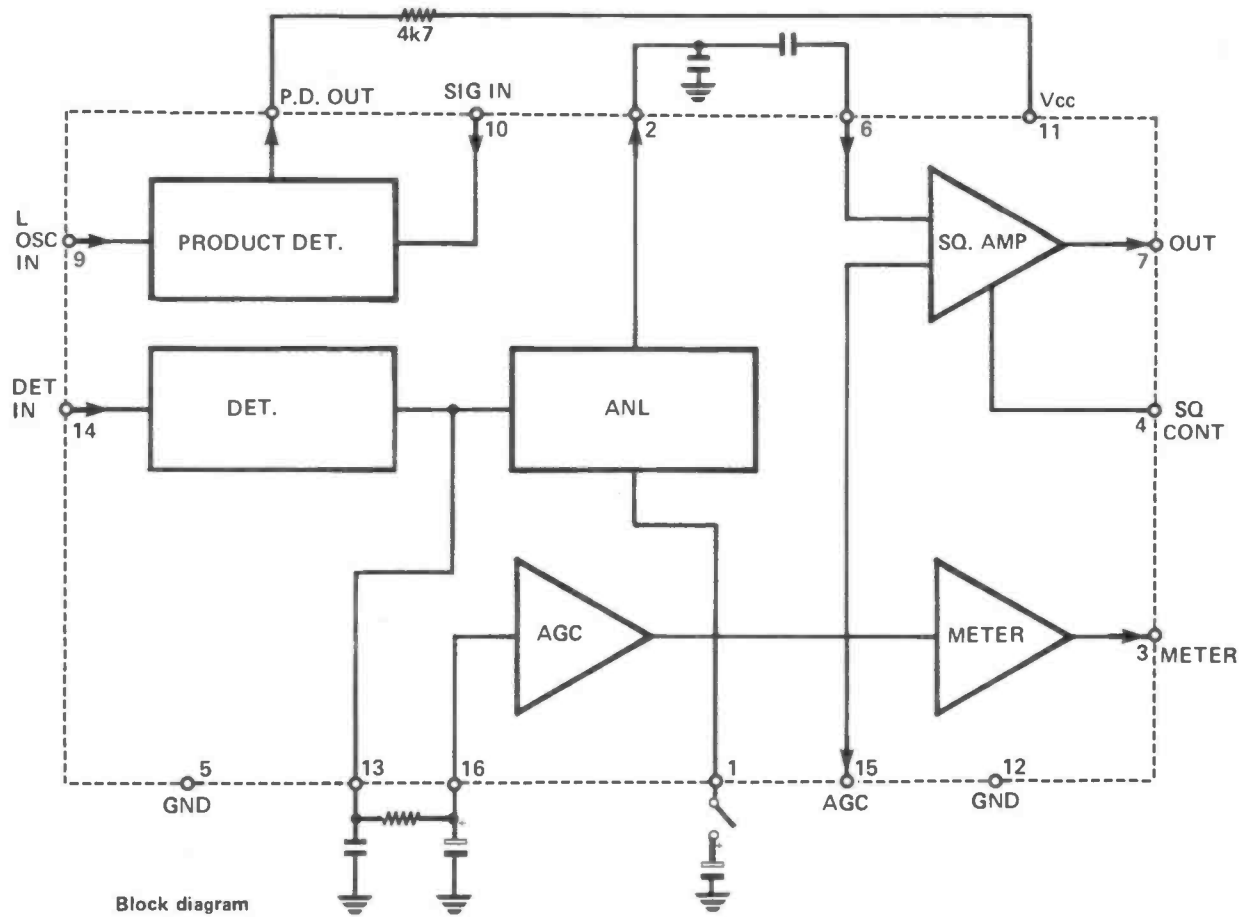 4k7
P.D. OUT
SIG IN
10
2
6
Vcc
11
L
OSC
IN
9
PRODUCT DET.
SQ. AMP
OUT
7
DET
IN
14
DET.
ANL
SQ
CONT
4
AGC
METER
3
METER
5
GND
13
16
+
1
+
15
AGC
12
GND
Block diagram